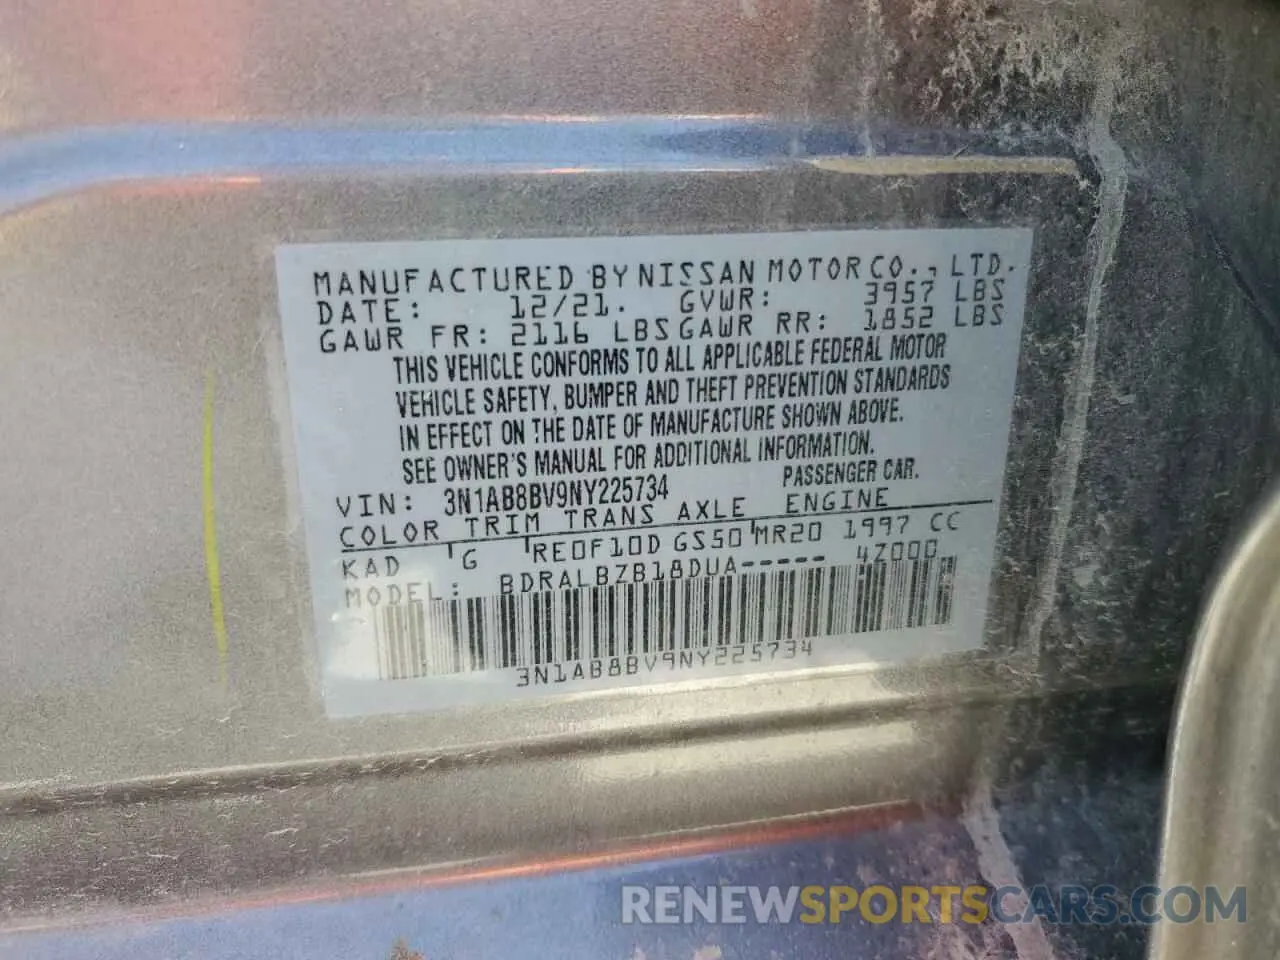 MANUFACTURED BY NISSAN MOTOR CO., LTD.
DATE: 12/21. GVWR: 3957 LBS
GAWR FR: 2116 LBS GAWR RR: 1852 LBS
THIS VEHICLE CONFORMS TO ALL APPLICABLE FEDERAL MOTOR
VEHICLE SAFETY, BUMPER AND THEFT PREVENTION STANDARDS
IN EFFECT ON THE DATE OF MANUFACTURE SHOWN ABOVE.
SEE OWNER'S MANUAL FOR ADDITIONAL INFORMATION.
VIN: 3N1AB8BV9NY225734 PASSENGER CAR.
COLOR TRIM TRANS AXLE ENGINE
KAD G RE0F10D GS50 MR20 1997 CC
MODEL: BDRALBZB18DUA----- 4Z000
3N1AB8BV9NY225734
RENEWSPORTSCARS.COM